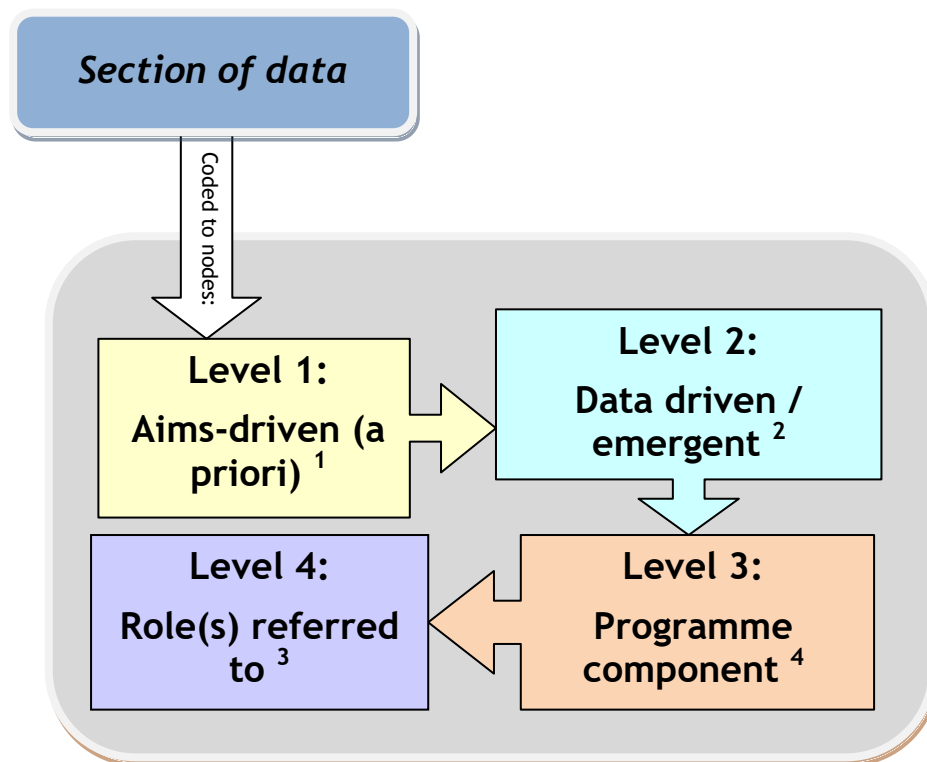 Section of data
Coded to nodes:
Level 1:
Aims-driven (a
priori) 1
Level 2:
Data driven /
emergent 2
Level 3:
Programme
component 4
Level 4:
Role(s) referred
to 3